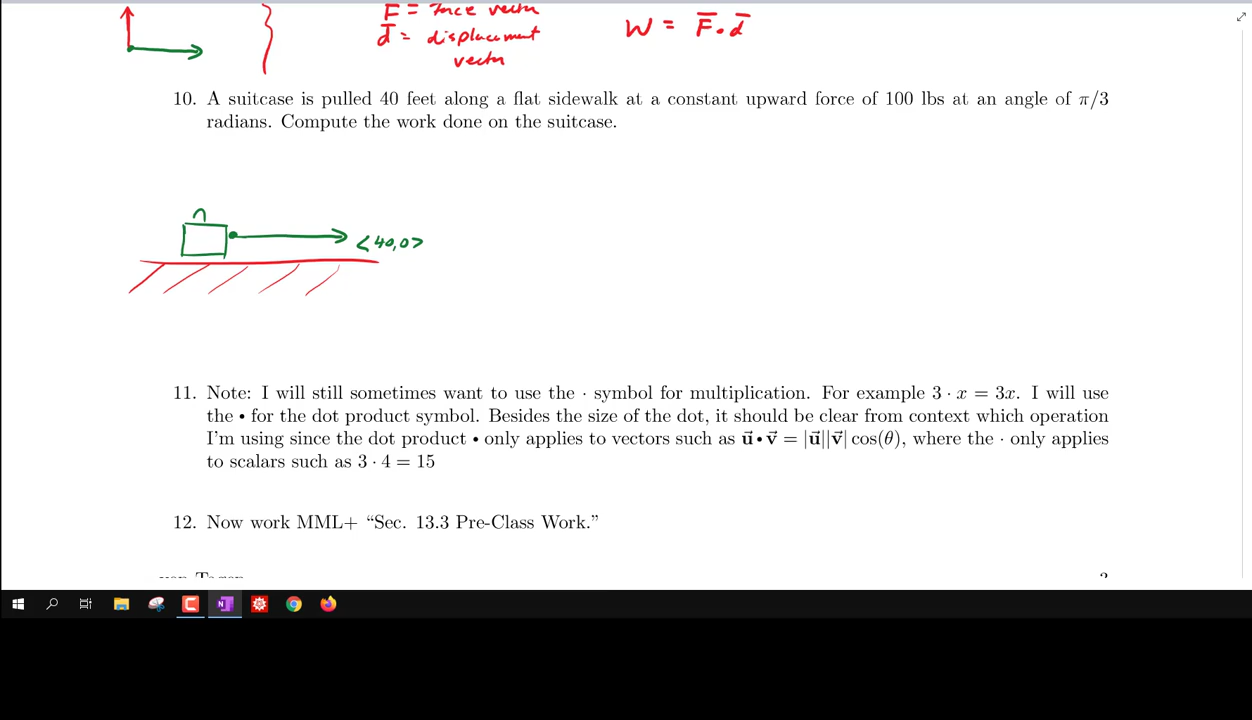 F = Force vector
d̄ = displacement
vector
W = F̄ • d̄
10. A suitcase is pulled 40 feet along a flat sidewalk at a constant upward force of 100 lbs at an angle of π/3
radians. Compute the work done on the suitcase.
<40,0>
11. Note: I will still sometimes want to use the · symbol for multiplication. For example 3 · x = 3x. I will use
the • for the dot product symbol. Besides the size of the dot, it should be clear from context which operation
I'm using since the dot product • only applies to vectors such as u⃗ • v⃗ = |u⃗||v⃗| cos(θ), where the · only applies
to scalars such as 3 · 4 = 15
12. Now work MML+ “Sec. 13.3 Pre-Class Work.”